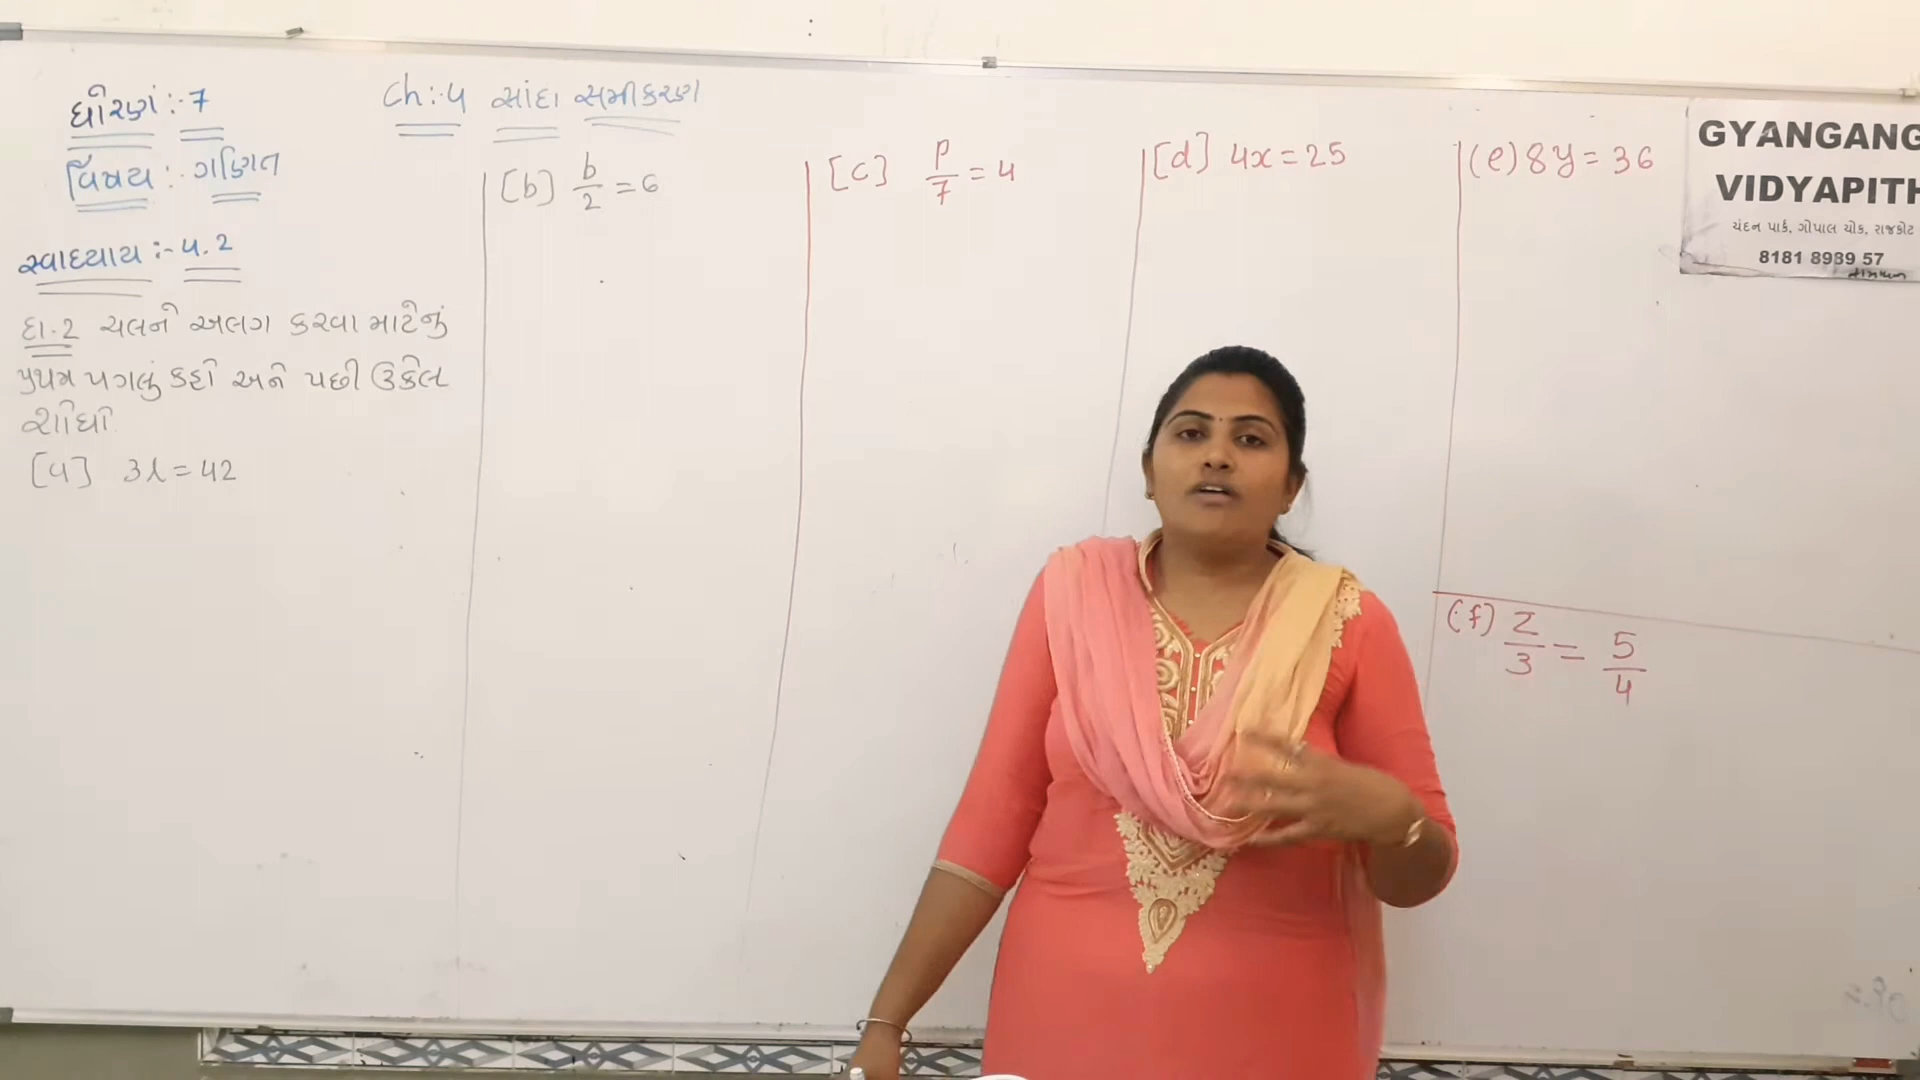 ધોરણ :- 7
વિષય :- ગણિત
Ch :- 4 સાદા સમીકરણ
સ્વાધ્યાય :- 4.2
દા.2 ચલને અલગ કરવા માટેનું
પ્રથમ પગલું કહો અને પછી ઉકેલ
શોધો.
[a] 3l = 42
[b] b/2 = 6
[c] p/7 = 4
[d] 4x = 25
(e) 8y = 36
(f) z/3 = 5/4
GYANGANG
VIDYAPITH
ચંદન પાર્ક, ગોપાલ ચોક, રાજકોટ
8181 8989 57